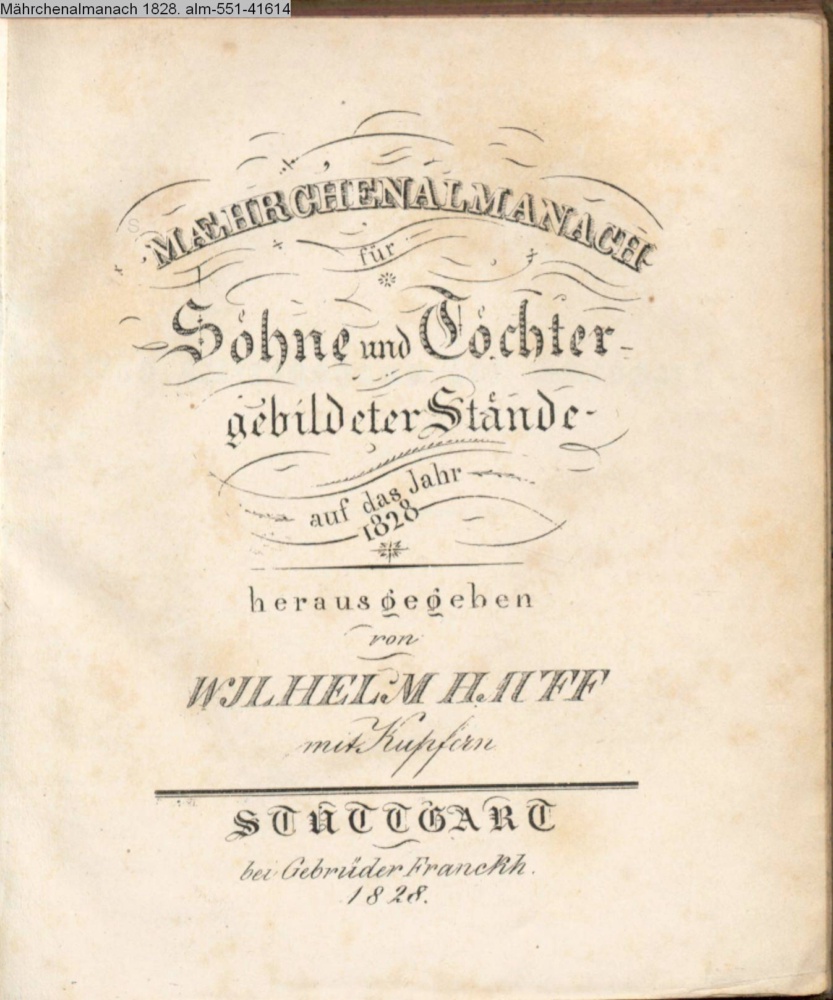 Mährchenalmanach 1828. alm-551-41614
MÆHRCHENALMANACH
für
Söhne und Töchter
gebildeter Stände
auf das Jahr
1828
herausgegeben
von
WILHELM HAUFF
mit Kupfern
STUTTGART
bei Gebrüder Franckh.
1828.